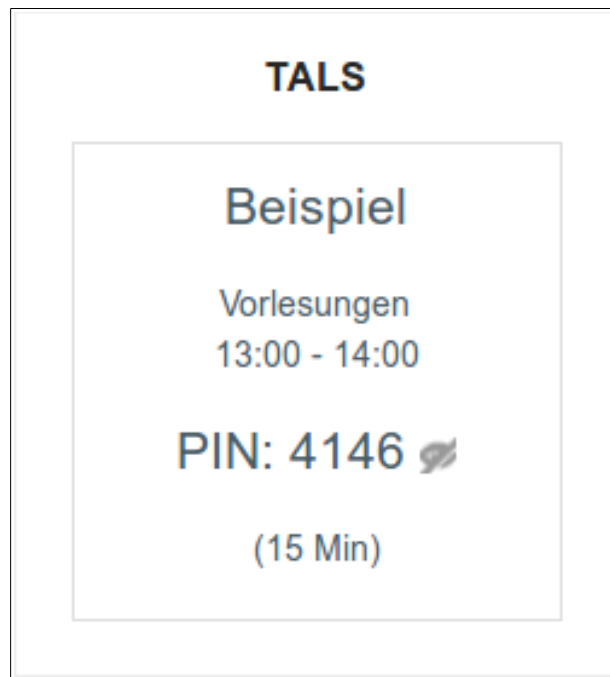 TALS
Beispiel
Vorlesungen
13:00 - 14:00
PIN: 4146
(15 Min)